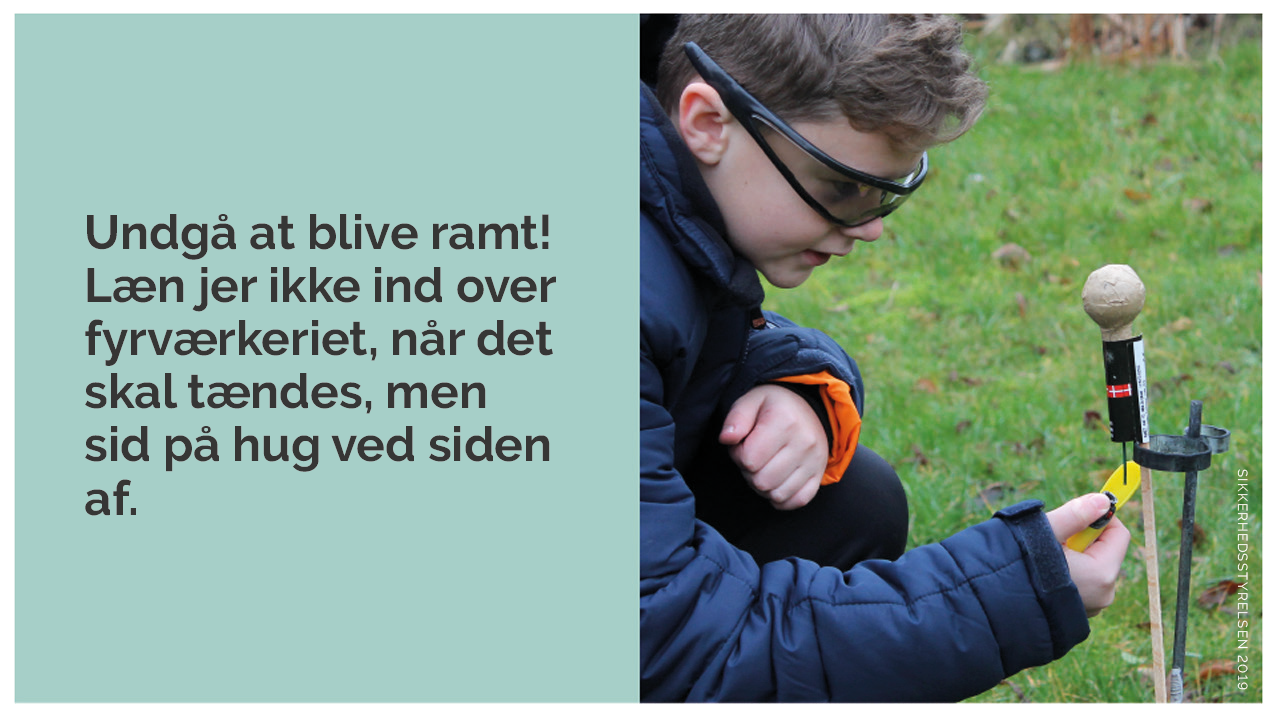 Undgå at blive ramt!
Læn jer ikke ind over
fyrværkeriet, når det
skal tændes, men
sid på hug ved siden
af.
SIKKERHEDSSTYRELSEN 2019